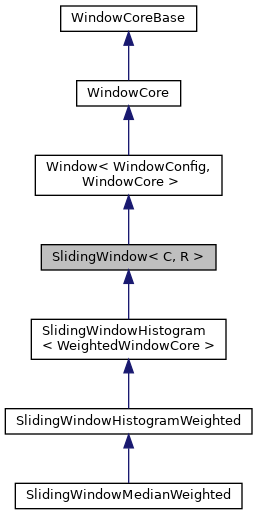 WindowCoreBase
WindowCore
Window< WindowConfig,
WindowCore >
SlidingWindow< C, R >
SlidingWindowHistogram
< WeightedWindowCore >
SlidingWindowHistogramWeighted
SlidingWindowMedianWeighted